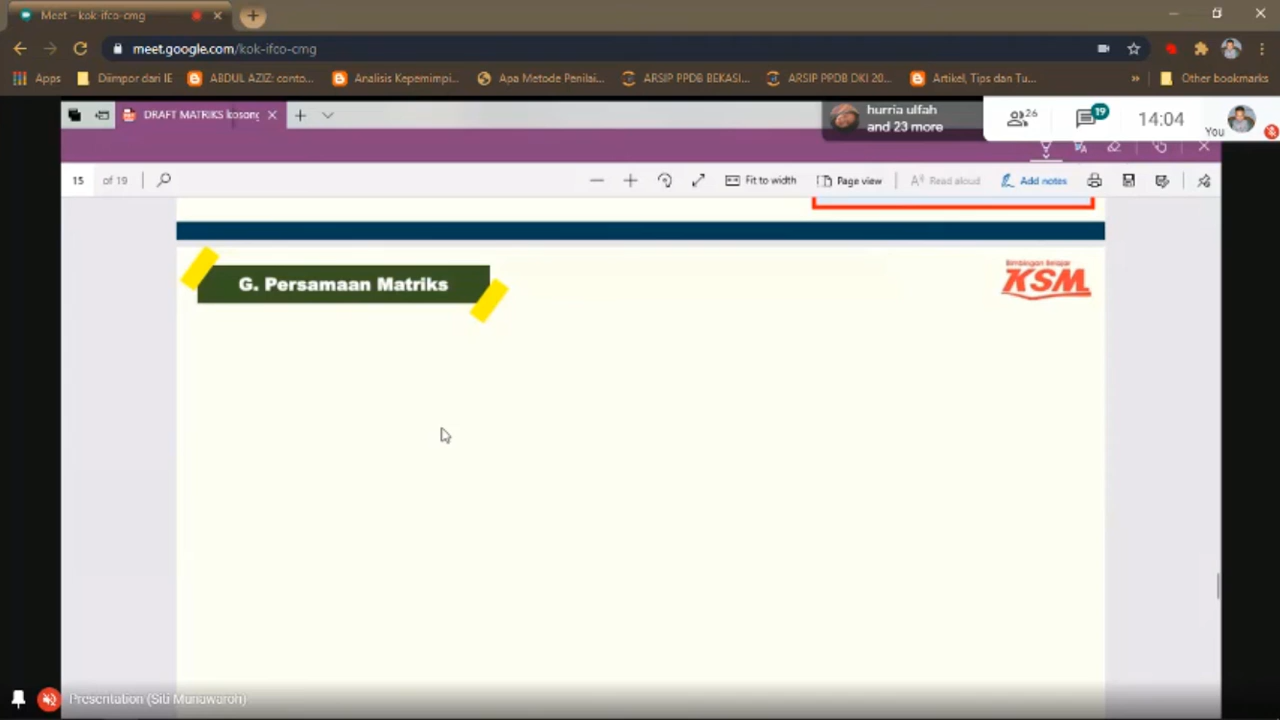 Meet – kok-ifco-cmg
meet.google.com/kok-ifco-cmg
Apps
Diimpor dari IE
ABDUL AZIZ: conto...
Analisis Kepemimpi...
Apa Metode Penilai...
ARSIP PPDB BEKASI...
ARSIP PPDB DKI 20...
Artikel, Tips dan Tu...
»
Other bookmarks
DRAFT MATRIKS kosong
hurria ulfah
and 23 more
26
19
14:04
You
15 of 19
Fit to width
Page view
Read aloud
Add notes
G. Persamaan Matriks
Bimbingan Belajar
KSM
Presentation (Siti Munawaroh)